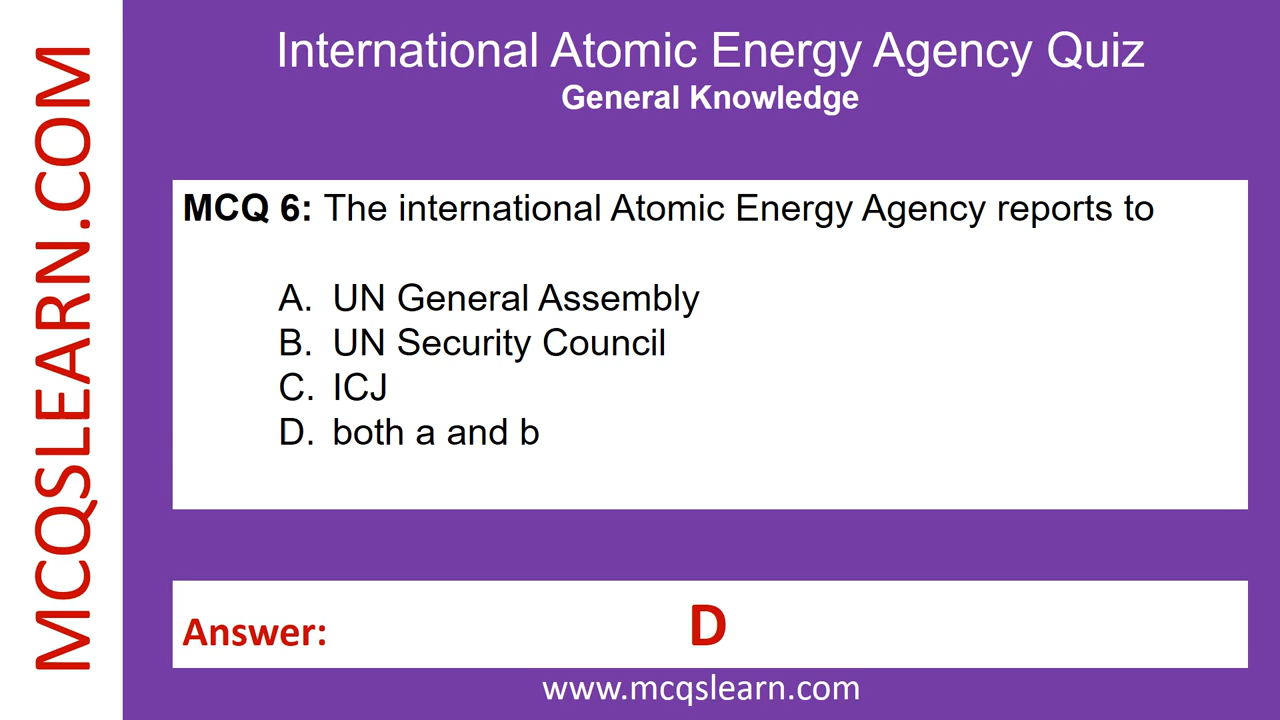 MCQSLEARN.COM
International Atomic Energy Agency Quiz
General Knowledge
MCQ 6: The international Atomic Energy Agency reports to
A. UN General Assembly
B. UN Security Council
C. ICJ
D. both a and b
Answer: D
www.mcqslearn.com